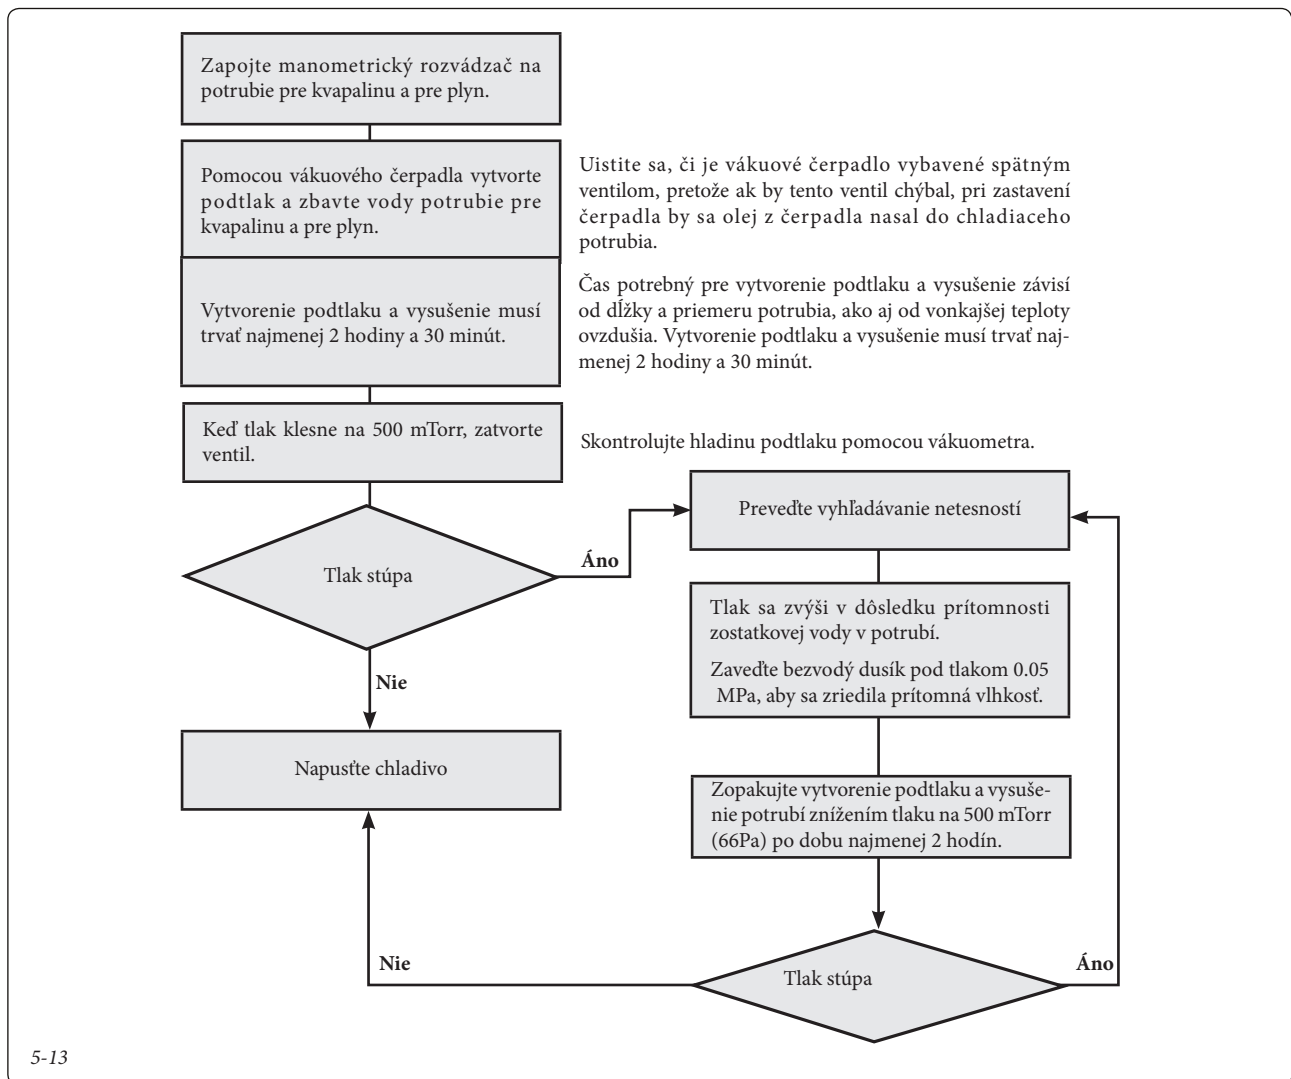 Zapojte manometrický rozvádzač na
potrubie pre kvapalinu a pre plyn.
Pomocou vákuového čerpadla vytvorte
podtlak a zbavte vody potrubie pre
kvapalinu a pre plyn.
Uistite sa, či je vákuové čerpadlo vybavené spätným
ventilom, pretože ak by tento ventil chýbal, pri zastavení
čerpadla by sa olej z čerpadla nasal do chladiaceho
potrubia.
Vytvorenie podtlaku a vysušenie musí
trvať najmenej 2 hodiny a 30 minút.
Čas potrebný pre vytvorenie podtlaku a vysušenie závisí
od dĺžky a priemeru potrubia, ako aj od vonkajšej teploty
ovzdušia. Vytvorenie podtlaku a vysušenie musí trvať naj-
menej 2 hodiny a 30 minút.
Keď tlak klesne na 500 mTorr, zatvorte
ventil.
Skontrolujte hladinu podtlaku pomocou vákuometra.
Tlak stúpa
Áno
Nie
Napusťte chladivo
Preveďte vyhľadávanie netesností
Tlak sa zvýši v dôsledku prítomnosti
zostatkovej vody v potrubí.
Zaveďte bezvodý dusík pod tlakom 0.05
MPa, aby sa zriedila prítomná vlhkosť.
Zopakujte vytvorenie podtlaku a vysuše-
nie potrubí znížením tlaku na 500 mTorr
(66Pa) po dobu najmenej 2 hodín.
Tlak stúpa
Nie
Áno
5-13